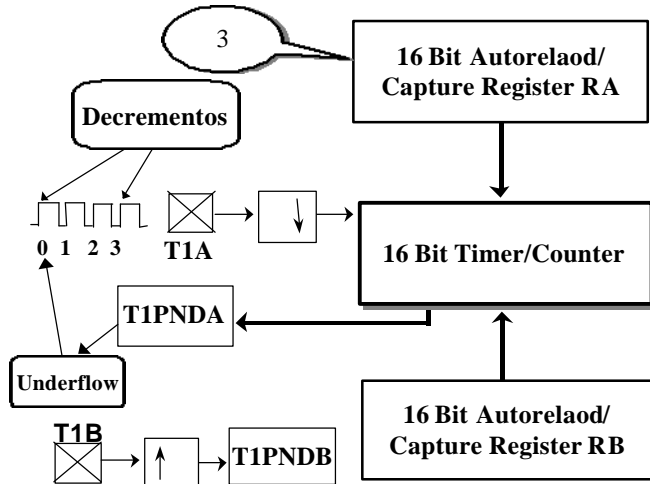 3
16 Bit Autorelaod/
Capture Register RA
Decrementos
0 1 2 3
T1A
16 Bit Timer/Counter
T1PNDA
Underflow
T1B
T1PNDB
16 Bit Autorelaod/
Capture Register RB